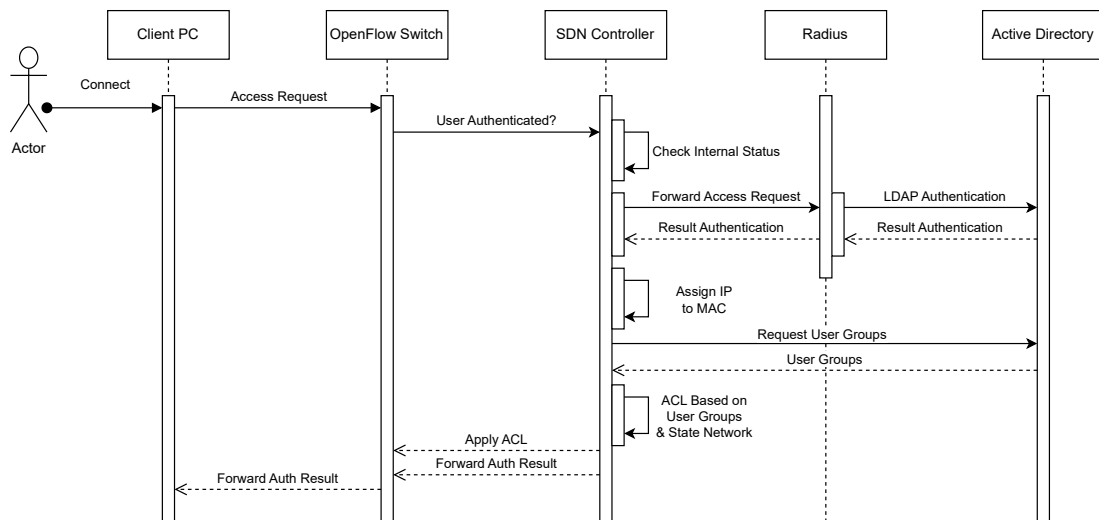 Client PC
OpenFlow Switch
SDN Controller
Radius
Active Directory
Connect
Access Request
Actor
User Authenticated?
Check Internal Status
Forward Access Request
LDAP Authentication
Result Authentication
Result Authentication
Assign IP
to MAC
Request User Groups
User Groups
ACL Based on
User Groups
& State Network
Apply ACL
Forward Auth Result
Forward Auth Result